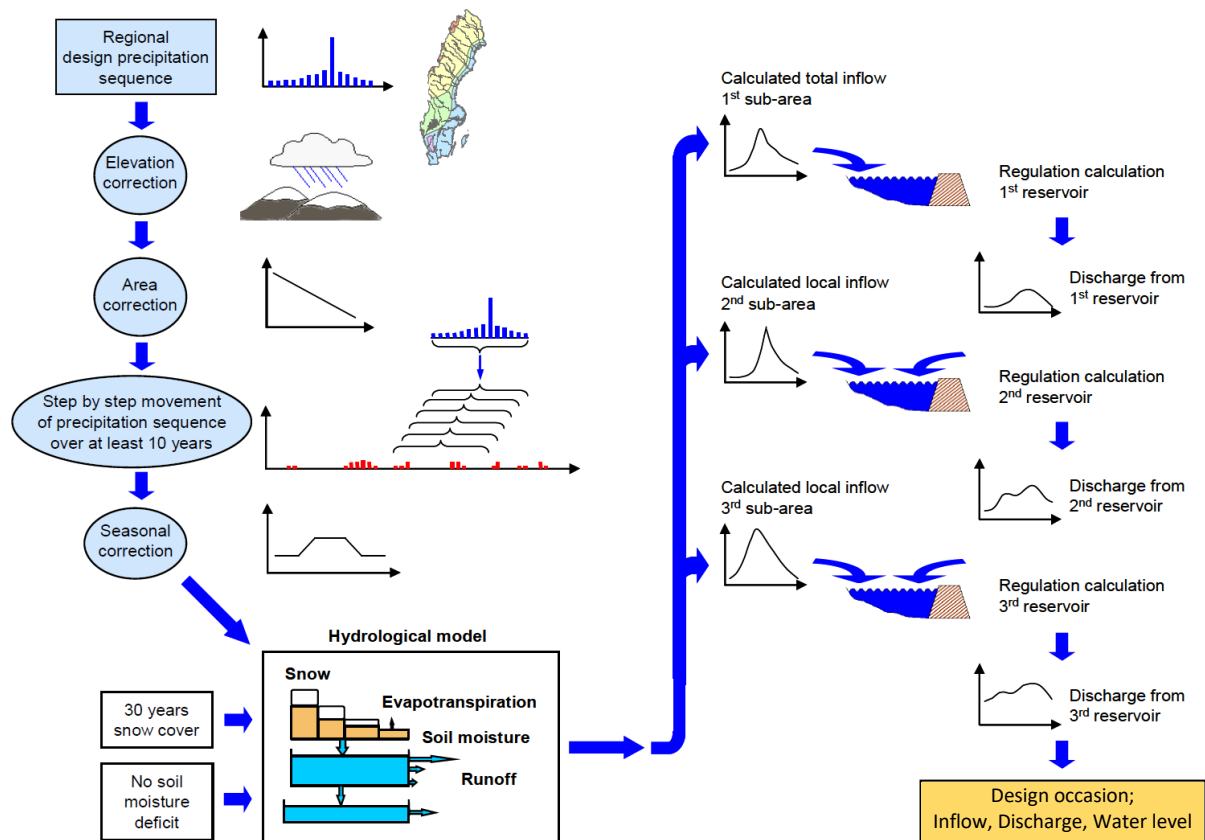 Regional
design precipitation
sequence
Elevation
correction
Area
correction
Step by step movement
of precipitation sequence
over at least 10 years
Seasonal
correction
30 years
snow cover
No soil
moisture
deficit
Hydrological model
Snow
Evapotranspiration
Soil moisture
Runoff
Calculated total inflow
1st sub-area
Regulation calculation
1st reservoir
Discharge from
1st reservoir
Calculated local inflow
2nd sub-area
Regulation calculation
2nd reservoir
Discharge from
2nd reservoir
Calculated local inflow
3rd sub-area
Regulation calculation
3rd reservoir
Discharge from
3rd reservoir
Design occasion;
Inflow, Discharge, Water level